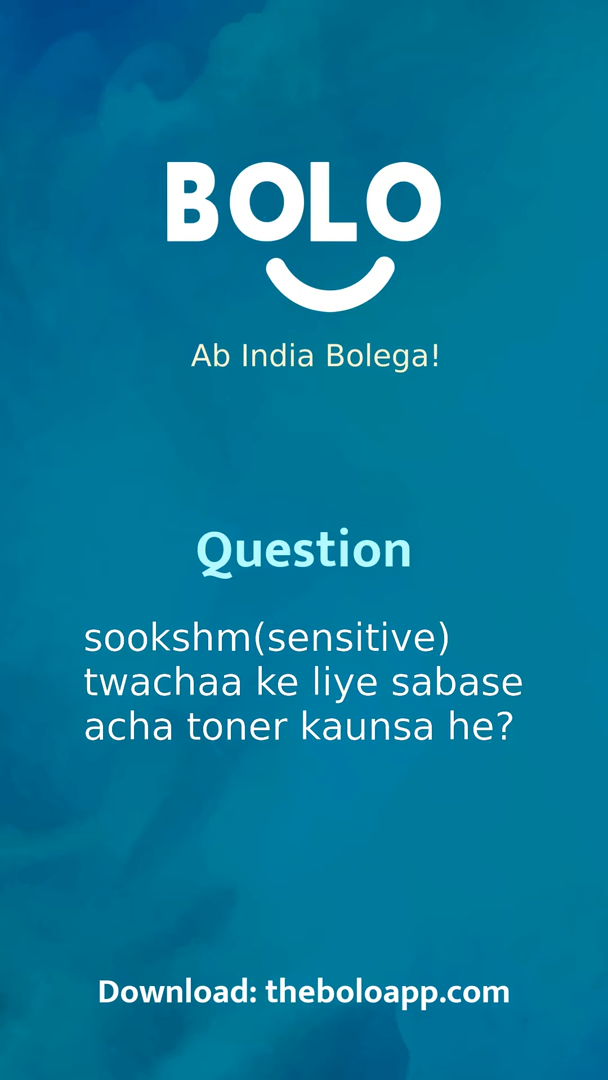 BOLO
Ab India Bolega!
Question
sookshm(sensitive)
twachaa ke liye sabase
acha toner kaunsa he?
Download: theboloapp.com